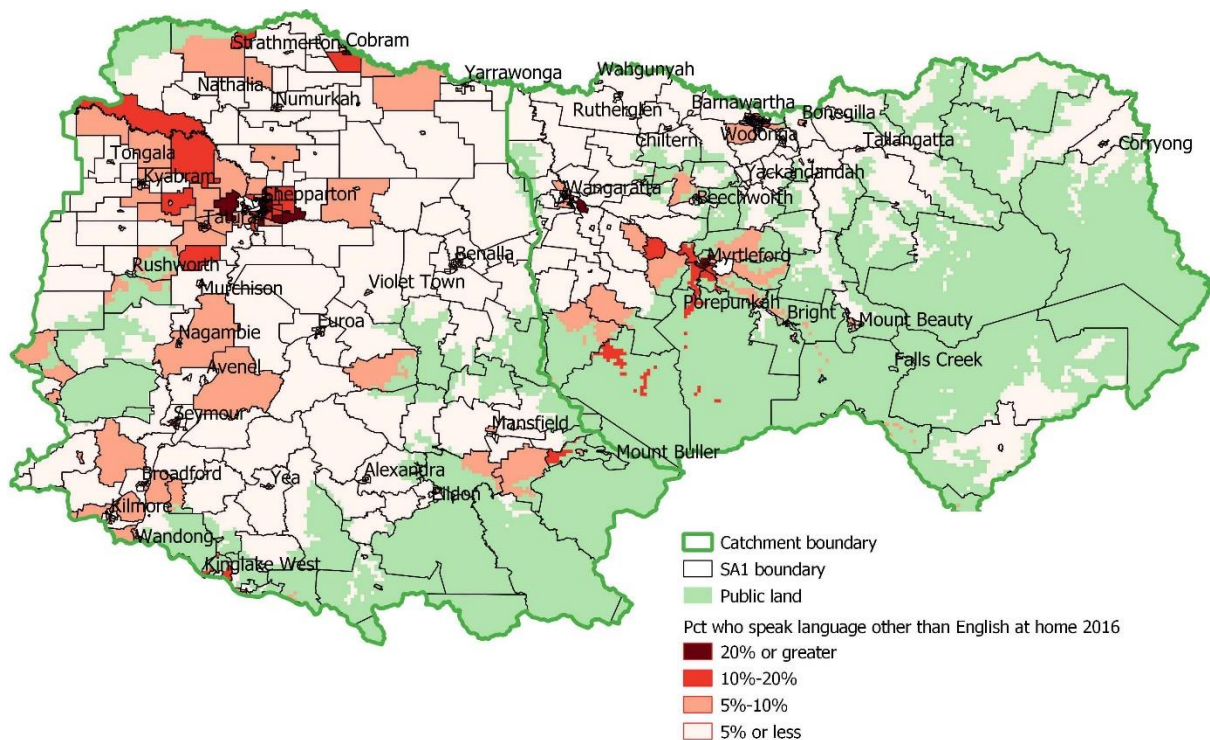 Strathmerton
Cobram
Yarrawonga
Wahgunyah
Nathalia
Numurkah
Rutherglen
Barnawartha
Bonegilla
Chiltern
Wodonga
Tallangatta
Corryong
Tongala
Kyabram
Shepparton
Tatura
Wangaratta
Yackandandah
Beechworth
Rushworth
Benalla
Myrtleford
Murchison
Violet Town
Porepunkah
Bright
Mount Beauty
Nagambie
Euroa
Falls Creek
Avenel
Seymour
Mansfield
Mount Buller
Broadford
Yea
Alexandra
Eildon
Kilmore
Wandong
Kinglake West
Catchment boundary
SA1 boundary
Public land
Pct who speak language other than English at home 2016
20% or greater
10%-20%
5%-10%
5% or less